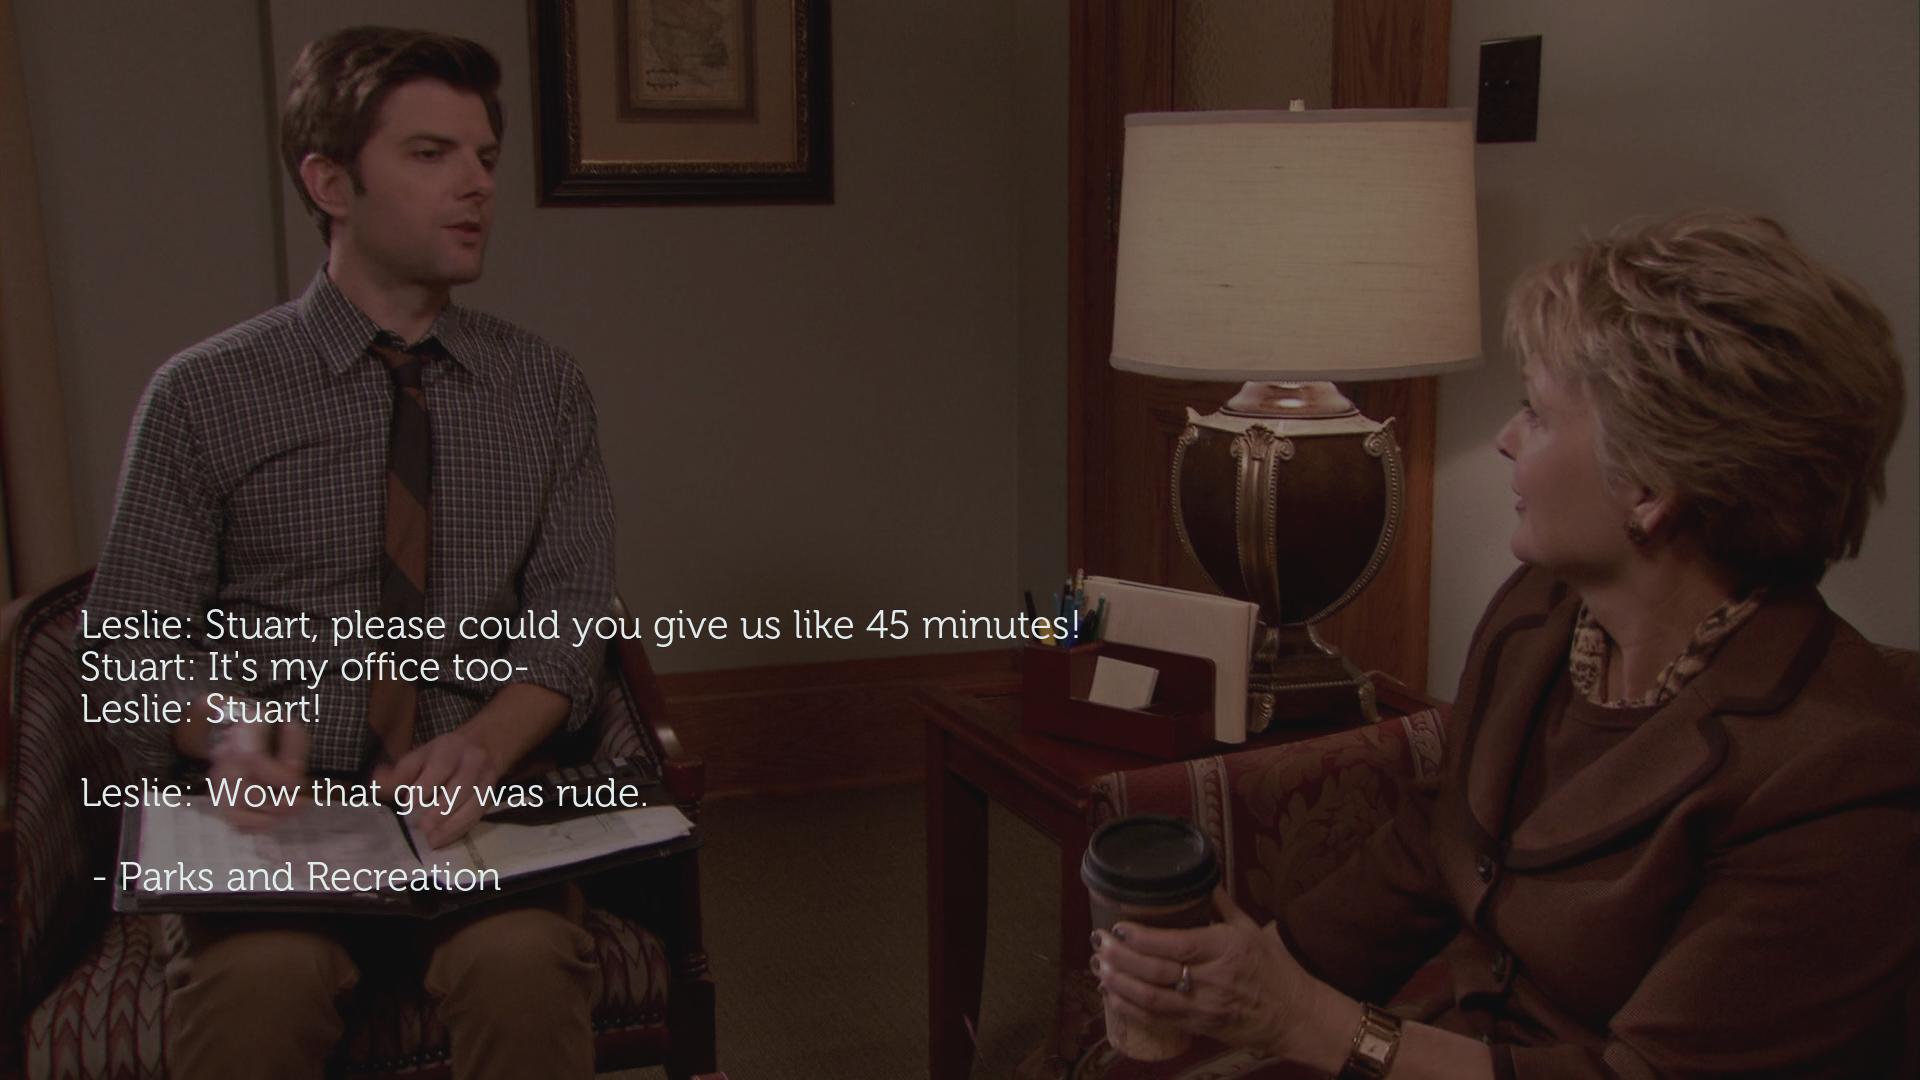 Leslie: Stuart, please could you give us like 45 minutes!
Stuart: It's my office too-
Leslie: Stuart!
Leslie: Wow that guy was rude.
- Parks and Recreation